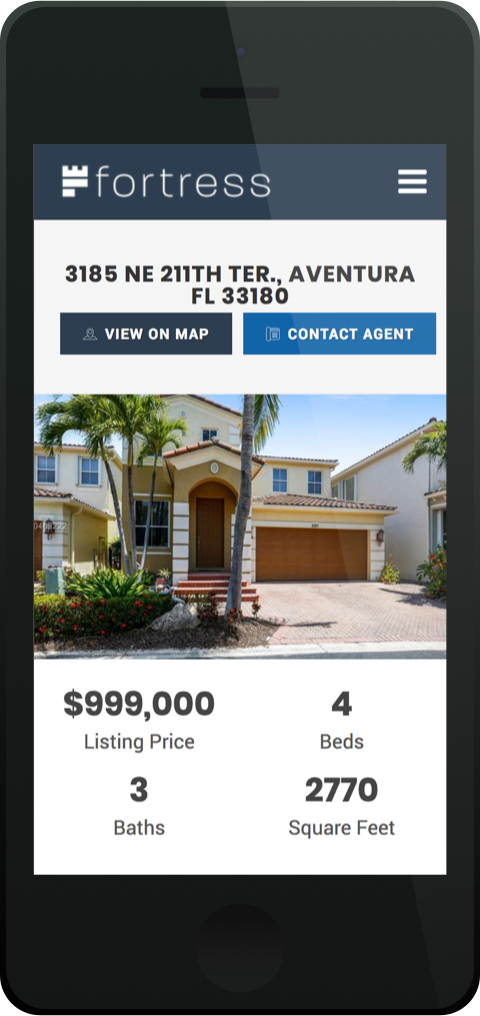 fortress
3185 NE 211TH TER., AVENTURA
FL 33180
VIEW ON MAP
CONTACT AGENT
$999,000
4
Listing Price
Beds
3
2770
Baths
Square Feet